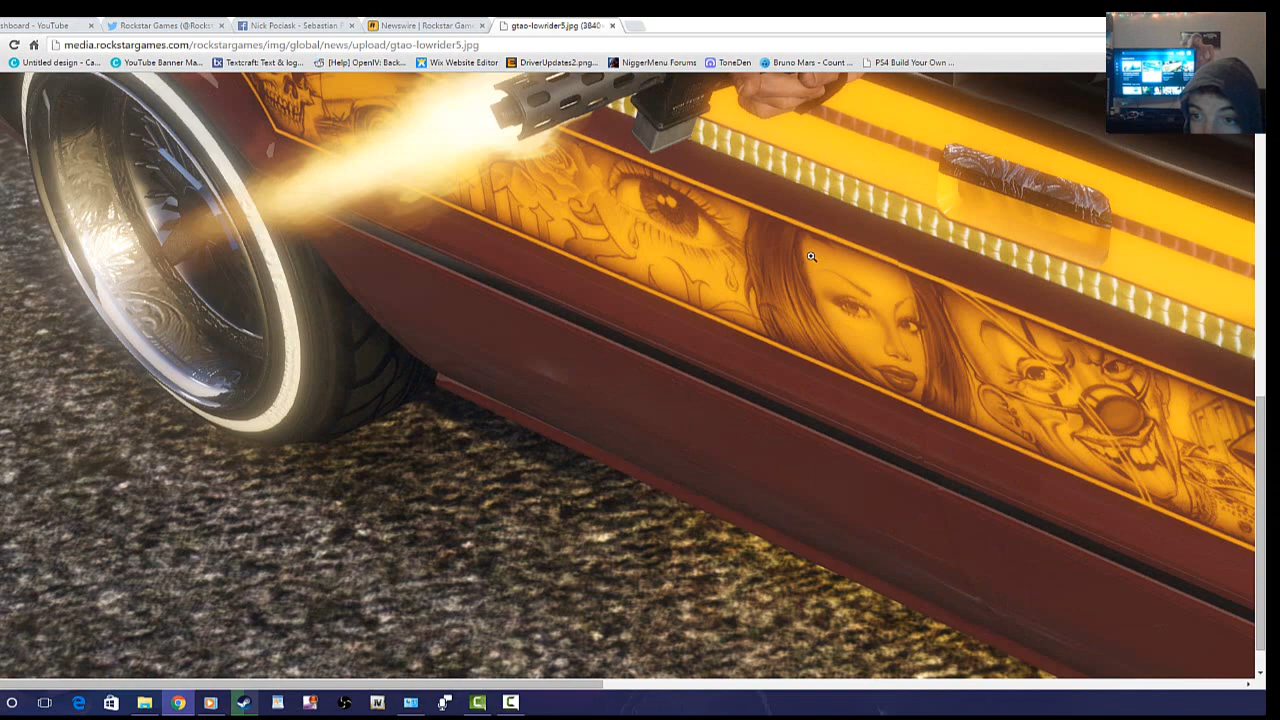 shboard - YouTube
Rockstar Games (@Rocks
Nick Pociask - Sebastian F
Newswire | Rockstar Game
gtao-lowrider5.jpg (3840×
media.rockstargames.com/rockstargames/img/global/news/upload/gtao-lowrider5.jpg
Untitled design - Ca...
YouTube Banner Ma...
Textcraft: Text & log...
[Help] OpenIV: Back...
Wix Website Editor
DriverUpdates2.png...
NiggerMenu Forums
ToneDen
Bruno Mars - Count ...
PS4 Build Your Own ...
IV